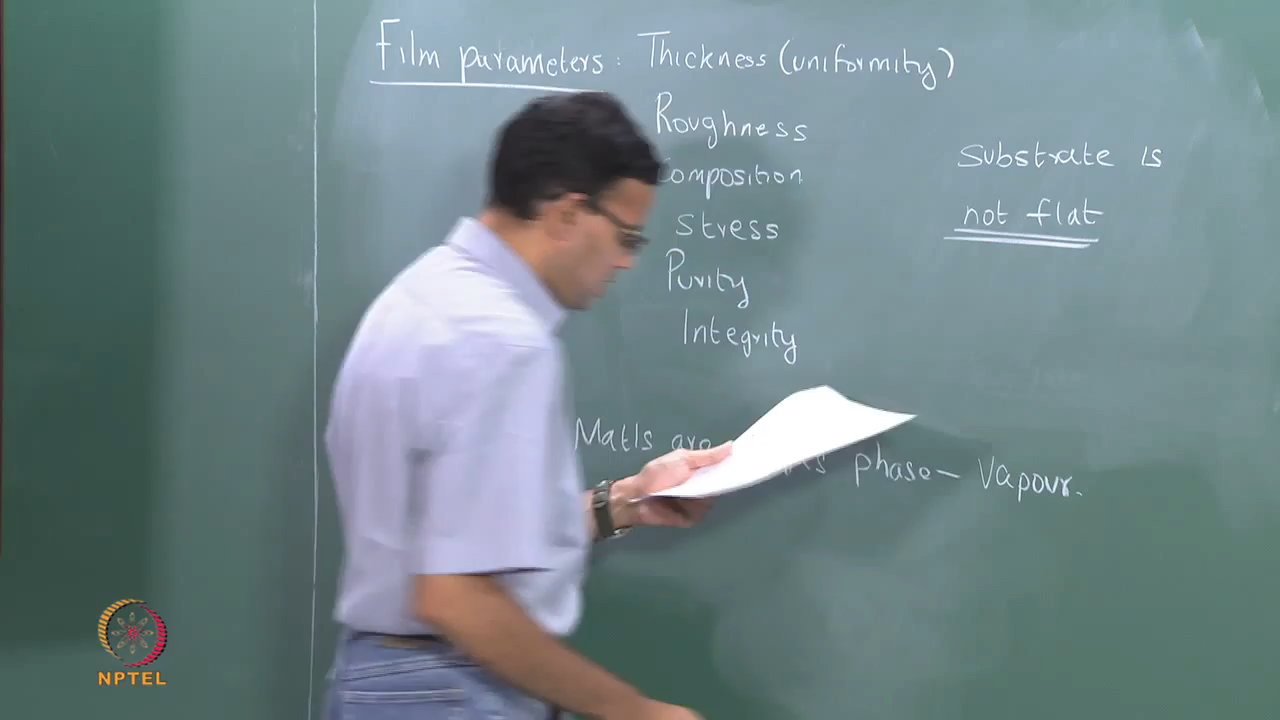 Film parameters: Thickness (uniformity)
Roughness
Composition
Stress
Purity
Integrity
Substrate is
not flat
Matls are phase - Vapour.
NPTEL